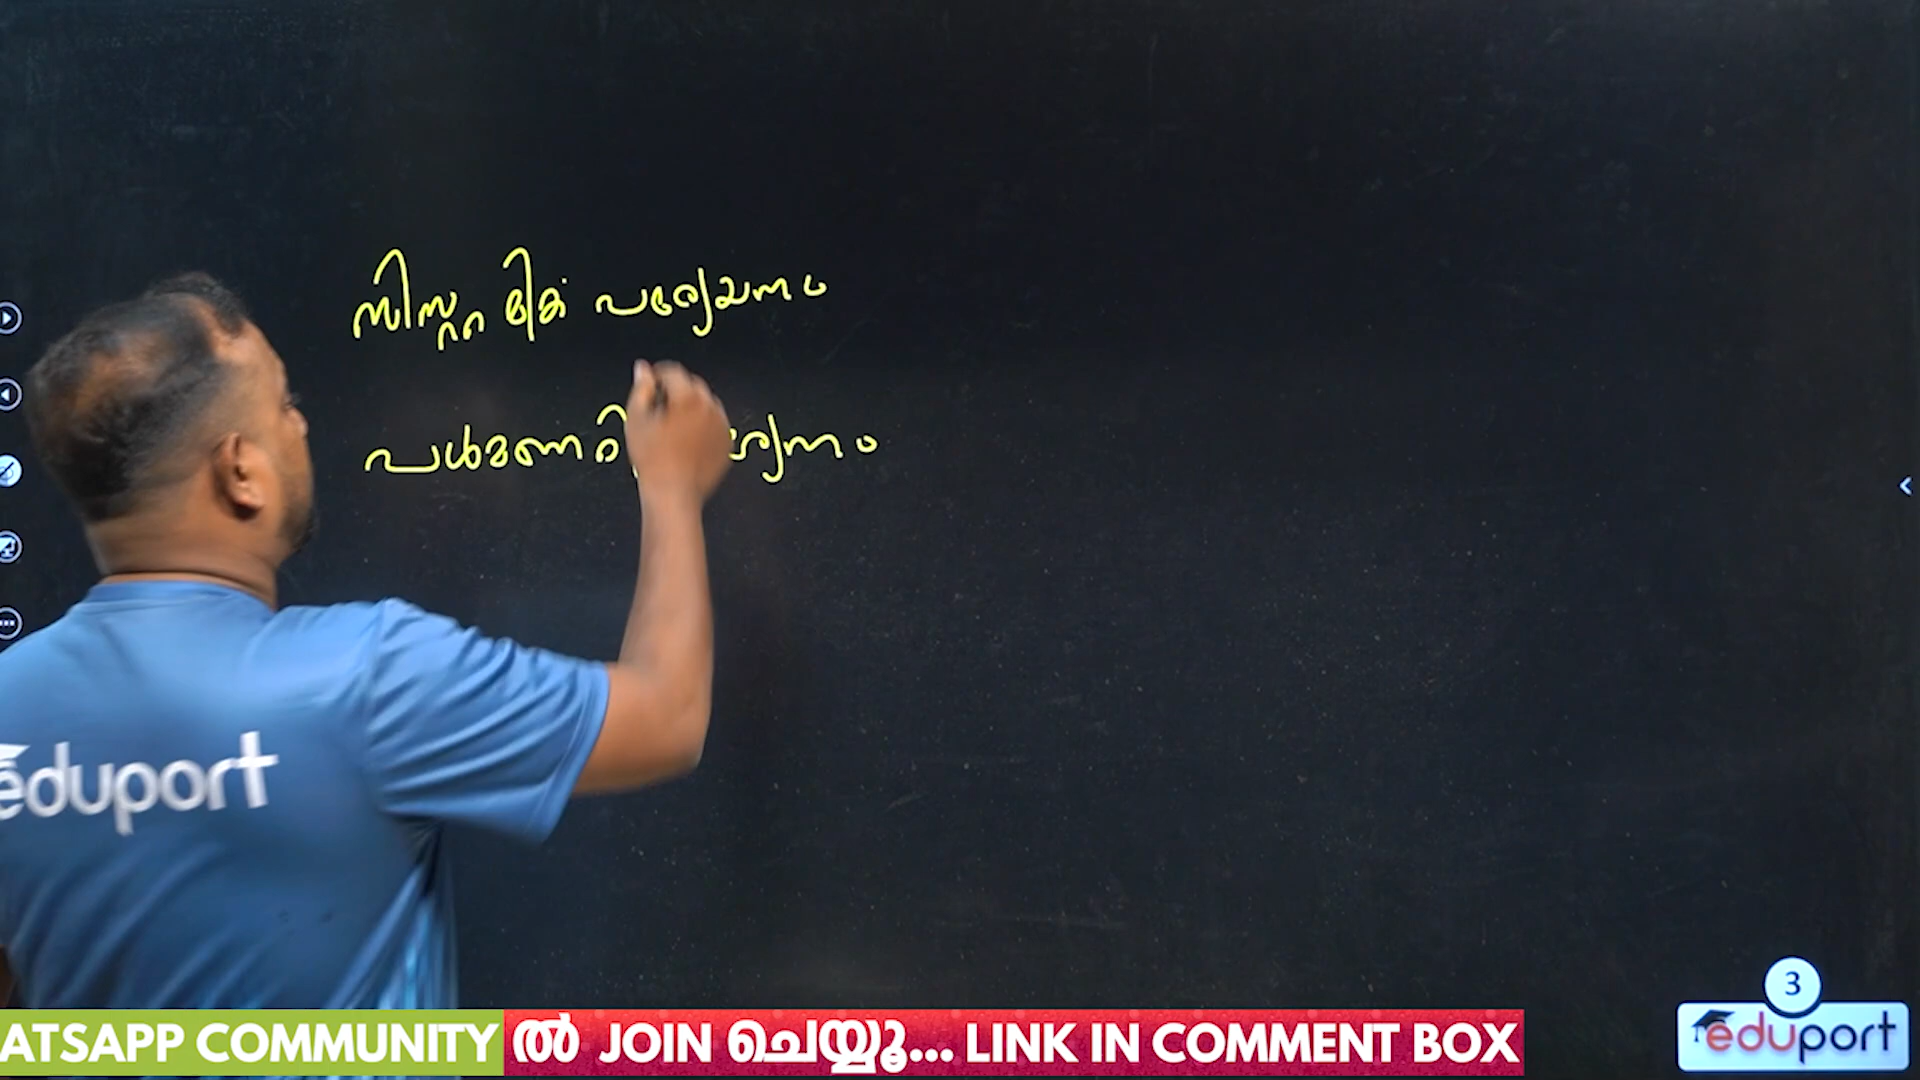 സിസ്റ്റമിക് പര്യയനം
പൾമണറി
eduport
ATSAPP COMMUNITY ൽ JOIN ചെയ്യൂ... LINK IN COMMENT BOX
3
eduport